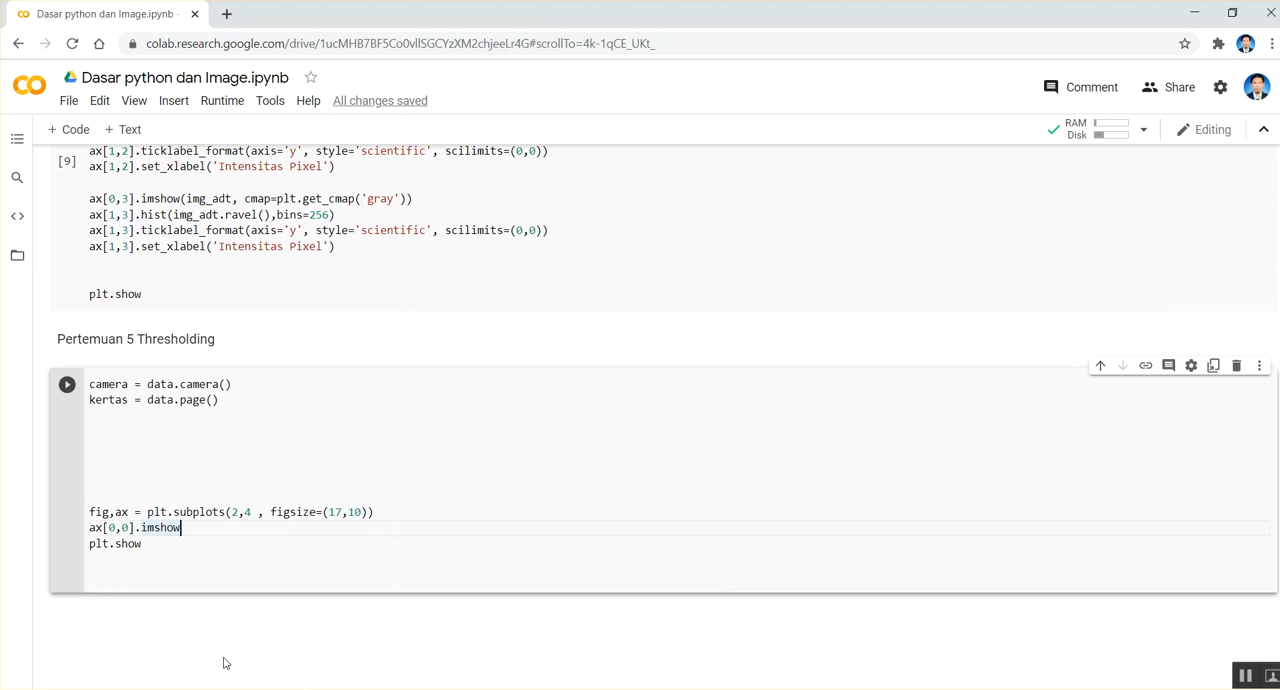 Dasar python dan Image.ipynb -
colab.research.google.com/drive/1ucMHB7BF5Co0vllSGCYzXM2chjeeLr4G#scrollTo=4k-1qCE_UKt_
Dasar python dan Image.ipynb
File Edit View Insert Runtime Tools Help All changes saved
Comment Share
+ Code + Text
RAM
Disk
Editing
[9]
ax[1,2].ticklabel_format(axis='y', style='scientific', scilimits=(0,0))
ax[1,2].set_xlabel('Intensitas Pixel')
ax[0,3].imshow(img_adt, cmap=plt.get_cmap('gray'))
ax[1,3].hist(img_adt.ravel(),bins=256)
ax[1,3].ticklabel_format(axis='y', style='scientific', scilimits=(0,0))
ax[1,3].set_xlabel('Intensitas Pixel')
plt.show
Pertemuan 5 Thresholding
camera = data.camera()
kertas = data.page()
fig,ax = plt.subplots(2,4 , figsize=(17,10))
ax[0,0].imshow
plt.show